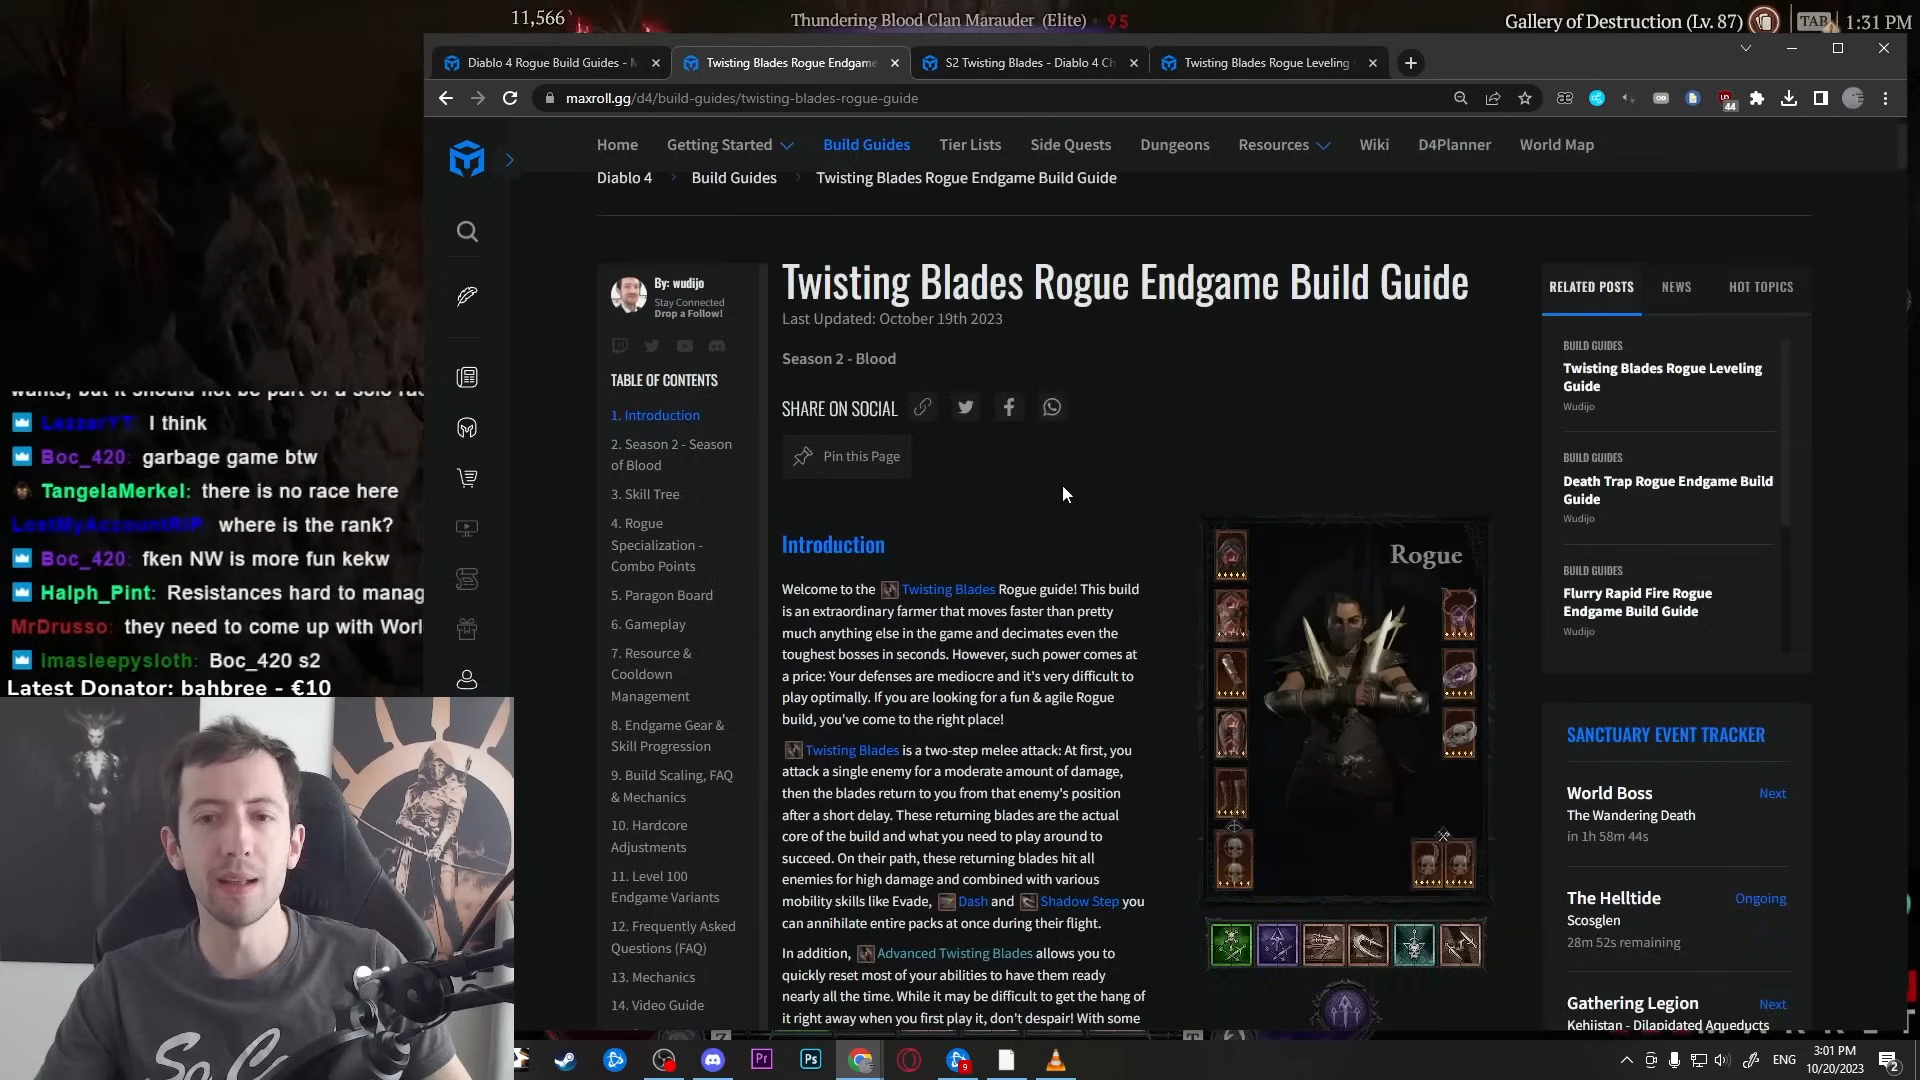 11,566
Thundering Blood Clan Marauder (Elite) 95
Gallery of Destruction (Lv. 87)
TAB
1:31 PM
Diablo 4 Rogue Build Guides - M
Twisting Blades Rogue Endgame
S2 Twisting Blades - Diablo 4 Ch
Twisting Blades Rogue Leveling
maxroll.gg/d4/build-guides/twisting-blades-rogue-guide
44
Home
Getting Started
Build Guides
Tier Lists
Side Quests
Dungeons
Resources
Wiki
D4Planner
World Map
Diablo 4
Build Guides
Twisting Blades Rogue Endgame Build Guide
By: wudijo
Stay Connected
Drop a Follow!
TABLE OF CONTENTS
1. Introduction
2. Season 2 - Season
of Blood
3. Skill Tree
4. Rogue
Specialization -
Combo Points
5. Paragon Board
6. Gameplay
7. Resource &
Cooldown
Management
8. Endgame Gear &
Skill Progression
9. Build Scaling, FAQ
& Mechanics
10. Hardcore
Adjustments
11. Level 100
Endgame Variants
12. Frequently Asked
Questions (FAQ)
13. Mechanics
14. Video Guide
Twisting Blades Rogue Endgame Build Guide
Last Updated: October 19th 2023
Season 2 - Blood
SHARE ON SOCIAL
Pin this Page
Introduction
Welcome to the Twisting Blades Rogue guide! This build
is an extraordinary farmer that moves faster than pretty
much anything else in the game and decimates even the
toughest bosses in seconds. However, such power comes at
a price: Your defenses are mediocre and it's very difficult to
play optimally. If you are looking for a fun & agile Rogue
build, you've come to the right place!
Twisting Blades is a two-step melee attack: At first, you
attack a single enemy for a moderate amount of damage,
then the blades return to you from that enemy's position
after a short delay. These returning blades are the actual
core of the build and what you need to play around to
succeed. On their path, these returning blades hit all
enemies for high damage and combined with various
mobility skills like Evade, Dash and Shadow Step you
can annihilate entire packs at once during their flight.
In addition, Advanced Twisting Blades allows you to
quickly reset most of your abilities to have them ready
nearly all the time. While it may be difficult to get the hang of
it right away when you first play it, don't despair! With some
Rogue
RELATED POSTS
NEWS
HOT TOPICS
BUILD GUIDES
Twisting Blades Rogue Leveling
Guide
Wudijo
BUILD GUIDES
Death Trap Rogue Endgame Build
Guide
Wudijo
BUILD GUIDES
Flurry Rapid Fire Rogue
Endgame Build Guide
Wudijo
SANCTUARY EVENT TRACKER
World Boss
Next
The Wandering Death
in 1h 58m 44s
The Helltide
Ongoing
Scosglen
28m 52s remaining
Gathering Legion
Next
Kehjistan - Dilapidated Aqueducts
wants, but it should not be part of a solo rac
LezzarYT: I think
Boc_420: garbage game btw
TangelaMerkel: there is no race here
LostMyAccountRIP: where is the rank?
Boc_420: fken NW is more fun kekw
Halph_Pint: Resistances hard to manag
MrDrusso: they need to come up with Worl
Imasleepysloth: Boc_420 s2
Latest Donator: bahbree - €10
So C
Pr
Ps
9
ENG
3:01 PM
10/20/2023
2